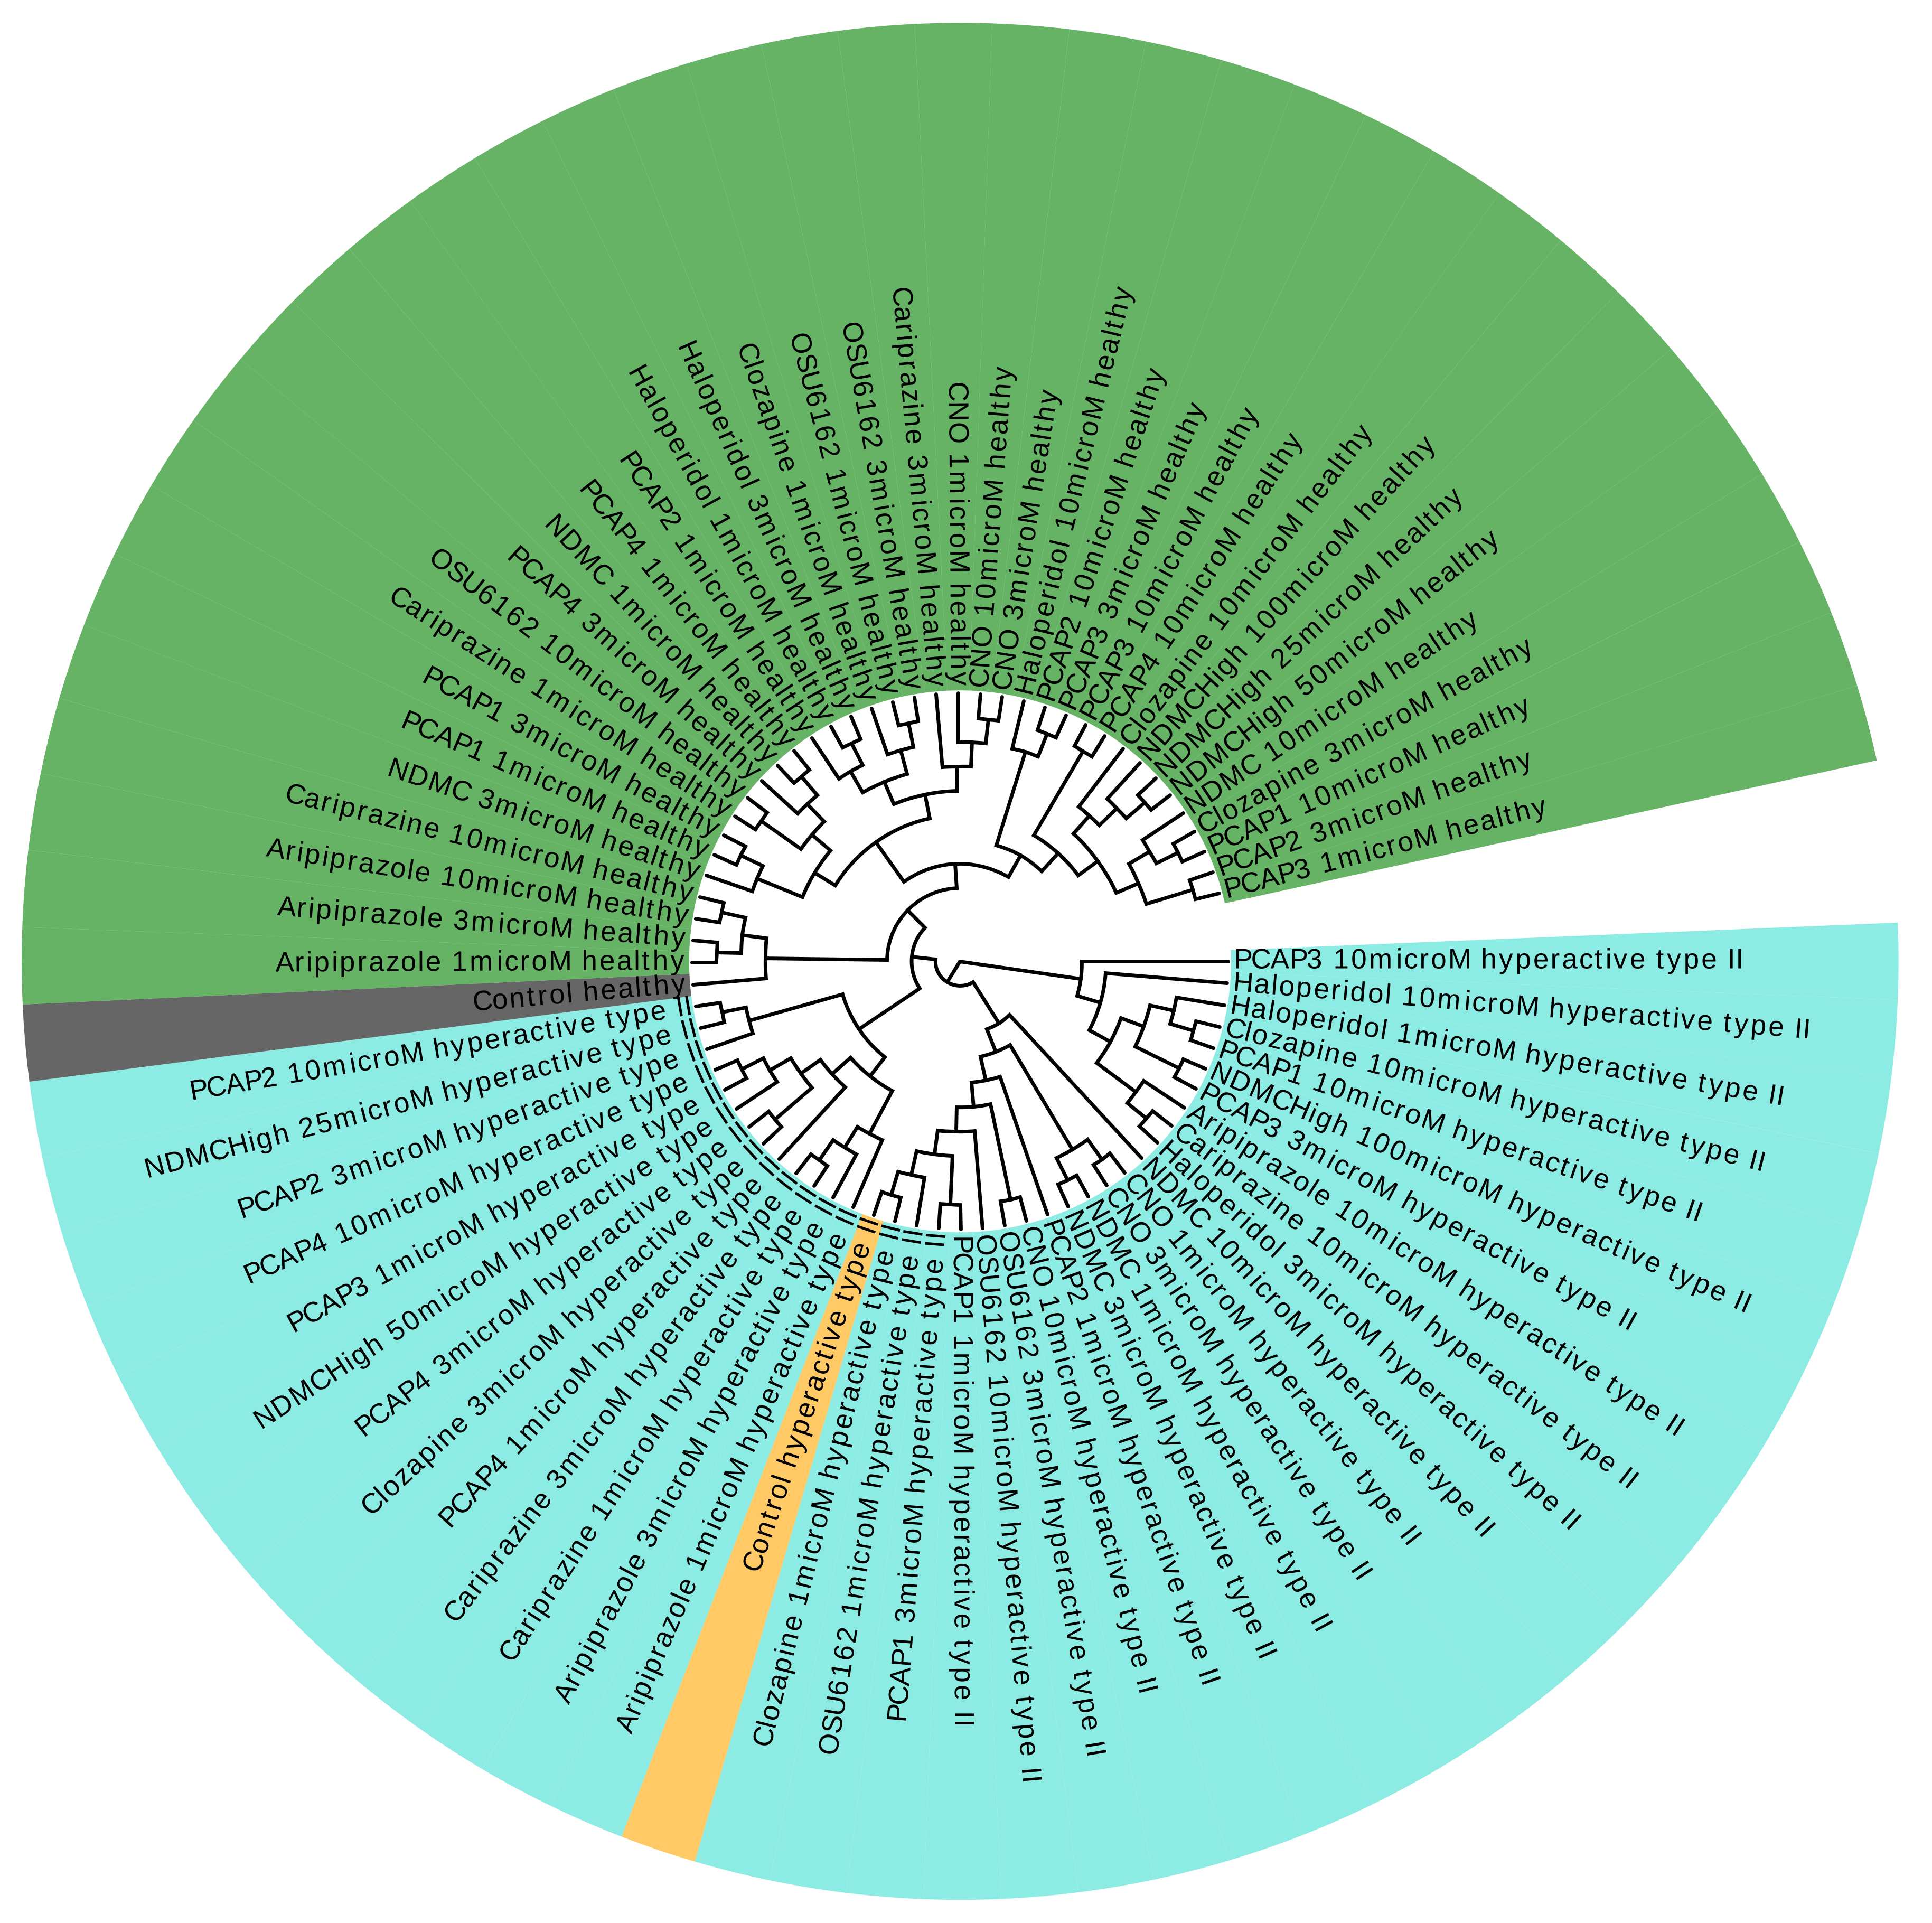 PCAP3 10microM hyperactive type II
Haloperidol 10microM hyperactive type II
Haloperidol 1microM hyperactive type II
Clozapine 10microM hyperactive type II
PCAP1 10microM hyperactive type II
NDMCHigh 100microM hyperactive type II
PCAP3 3microM hyperactive type II
Aripiprazole 10microM hyperactive type II
Cariprazine 10microM hyperactive type II
Haloperidol 3microM hyperactive type II
NDMC 10microM hyperactive type II
CNO 1microM hyperactive type II
CNO 3microM hyperactive type II
NDMC 1microM hyperactive type II
NDMC 3microM hyperactive type II
PCAP2 1microM hyperactive type II
CNO 10microM hyperactive type II
OSU6162 3microM hyperactive type II
OSU6162 10microM hyperactive type II
PCAP1 1microM hyperactive type II
PCAP1 3microM hyperactive type II
OSU6162 1microM hyperactive type II
Clozapine 1microM hyperactive type II
Control hyperactive type II
Aripiprazole 1microM hyperactive type II
Aripiprazole 3microM hyperactive type II
Cariprazine 1microM hyperactive type II
Cariprazine 3microM hyperactive type II
PCAP4 1microM hyperactive type II
Clozapine 3microM hyperactive type II
PCAP4 3microM hyperactive type II
NDMCHigh 50microM hyperactive type II
PCAP3 1microM hyperactive type II
PCAP4 10microM hyperactive type II
PCAP2 3microM hyperactive type II
NDMCHigh 25microM hyperactive type II
PCAP2 10microM hyperactive type II
Control healthy
Aripiprazole 1microM healthy
Aripiprazole 3microM healthy
Aripiprazole 10microM healthy
Cariprazine 10microM healthy
NDMC 3microM healthy
PCAP1 1microM healthy
PCAP1 3microM healthy
Cariprazine 1microM healthy
OSU6162 10microM healthy
PCAP4 3microM healthy
NDMC 1microM healthy
PCAP4 1microM healthy
PCAP2 1microM healthy
Haloperidol 1microM healthy
Haloperidol 3microM healthy
Clozapine 1microM healthy
OSU6162 1microM healthy
OSU6162 3microM healthy
Cariprazine 3microM healthy
CNO 1microM healthy
CNO 10microM healthy
CNO 3microM healthy
Haloperidol 10microM healthy
PCAP2 10microM healthy
PCAP3 3microM healthy
PCAP3 10microM healthy
PCAP4 10microM healthy
Clozapine 10microM healthy
NDMCHigh 100microM healthy
NDMCHigh 25microM healthy
NDMCHigh 50microM healthy
NDMC 10microM healthy
Clozapine 3microM healthy
PCAP1 10microM healthy
PCAP2 3microM healthy
PCAP3 1microM healthy